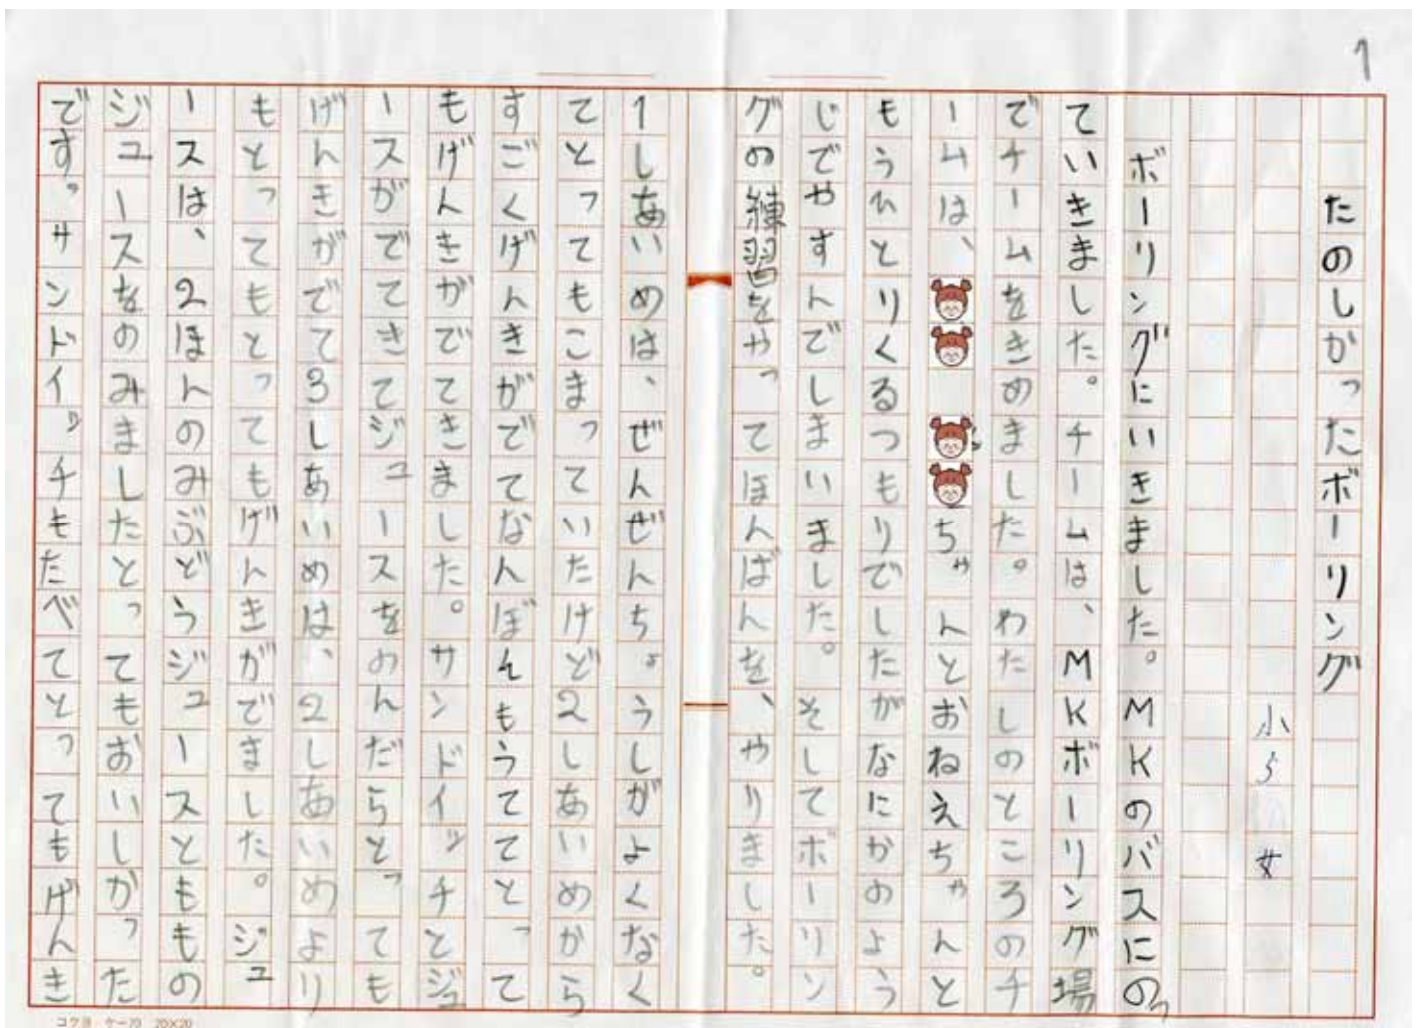 1
たのしかったボーリング
小5 女
ボーリングにいきました。MKのバスにのっ
ていきました。チームは、MKボーリング場
でチームをきめました。わたしのところのチ
ームは、ちゃんとおねえちゃんと
もうひとりくるつもりでしたがなにかのよう
じでやすんでしまいました。そしてボーリン
グの練習をやってほんばんを、やりました。
1しあいめは、ぜんぜんちょうしがよくなく
てとってもこまっていたけど2しあいめから
すごくげんきがでてなんぼんもうててとって
もげんきがでてきました。サンドイッチとジュ
ースがでてきてジュースをのんだらとっても
げんきがでて3しあいめは、2しあいめより
もとってもとってもげんきがでました。ジュ
ースは、2ほんのみぶどうジュースとももの
ジュースをのみましたとってもおいしかった
です。サンドイッチもたべてとってもげんき
コクヨ ケー70 20×20